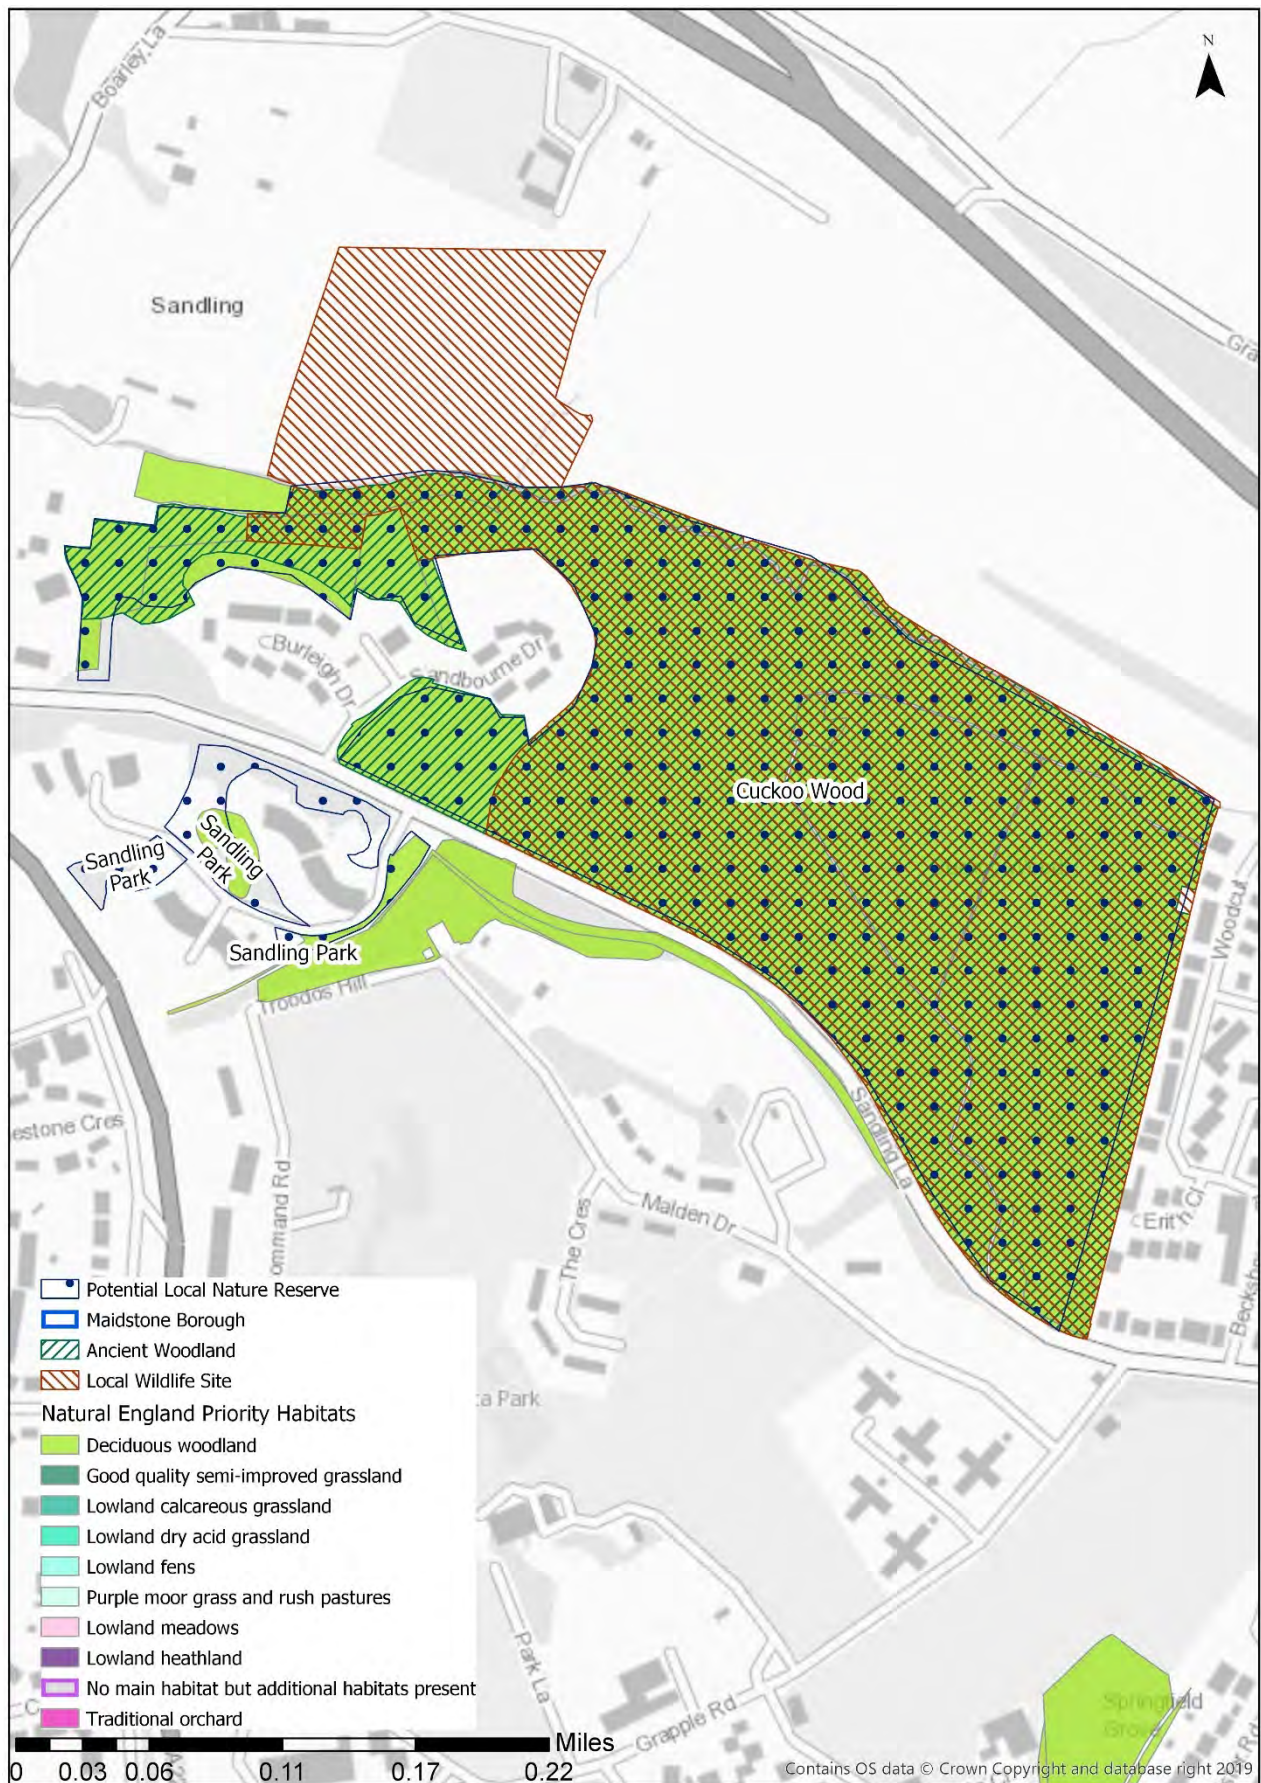 N
Boarley La
Sandling
Gra
Burleigh Dr
Sandbourne Dr
Cuckoo Wood
Sandling
Park
Sandling
Park
Sandling Park
Troodos Hill
Woodcut
estone Cres
ommand Rd
Sandling La
Malden Dr
The Cres
Erith Cl
Becksbo
Potential Local Nature Reserve
Maidstone Borough
Ancient Woodland
Local Wildlife Site
ta Park
Natural England Priority Habitats
Deciduous woodland
Good quality semi-improved grassland
Lowland calcareous grassland
Lowland dry acid grassland
Lowland fens
Purple moor grass and rush pastures
Lowland meadows
Lowland heathland
No main habitat but additional habitats present
Traditional orchard
Park La
Grapple Rd
Springfield
Grove
Miles
0 0.03 0.06 0.11 0.17 0.22
Contains OS data © Crown Copyright and database right 2019